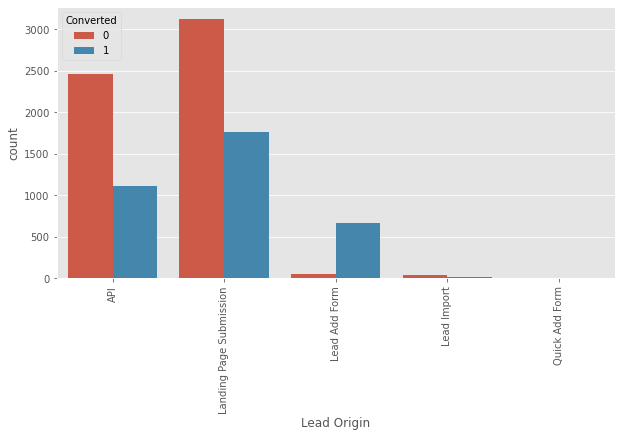 Converted
0
1
3000
2500
2000
1500
1000
500
0
count
API
Landing Page Submission
Lead Add Form
Lead Import
Quick Add Form
Lead Origin